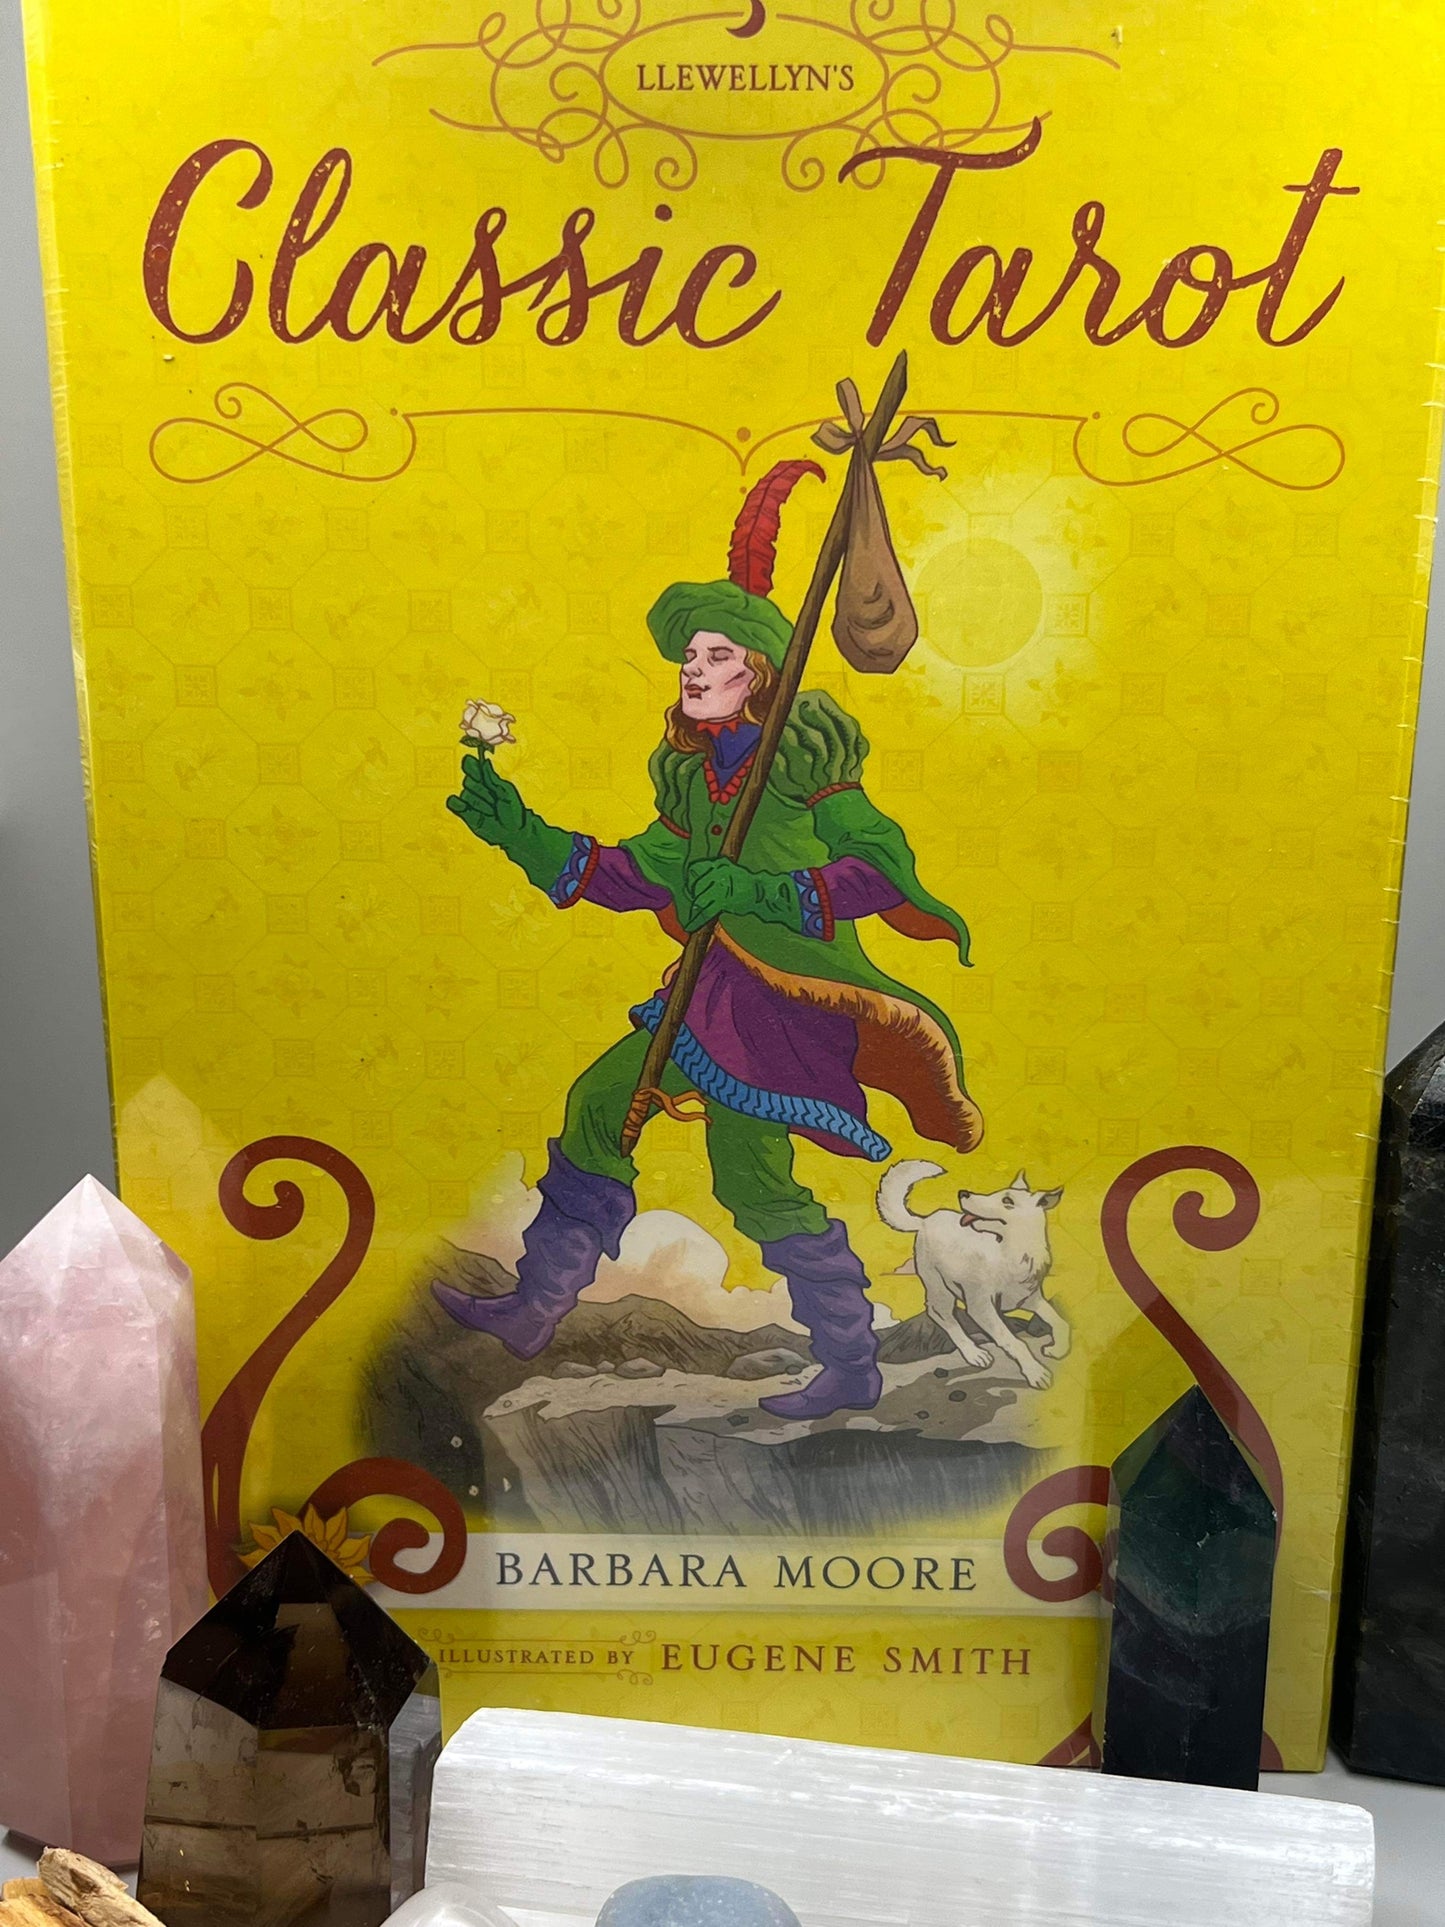 LLEWELLYN'S
Classic Tarot
BARBARA MOORE
ILLUSTRATED BY EUGENE SMITH